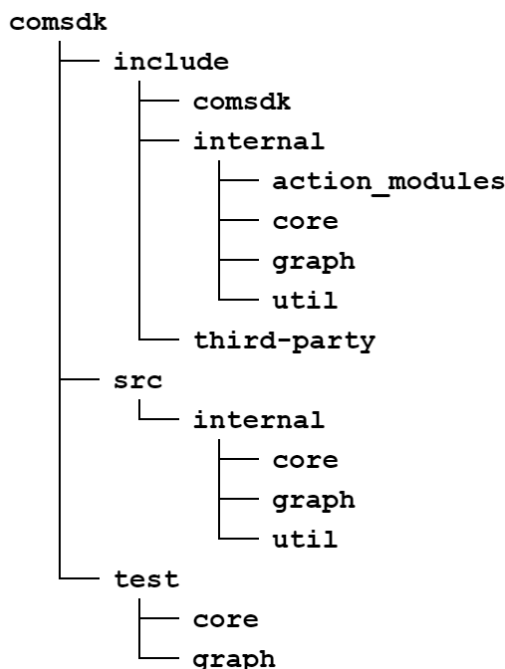 comsdk
include
comsdk
internal
action_modules
core
graph
util
third-party
src
internal
core
graph
util
test
core
graph